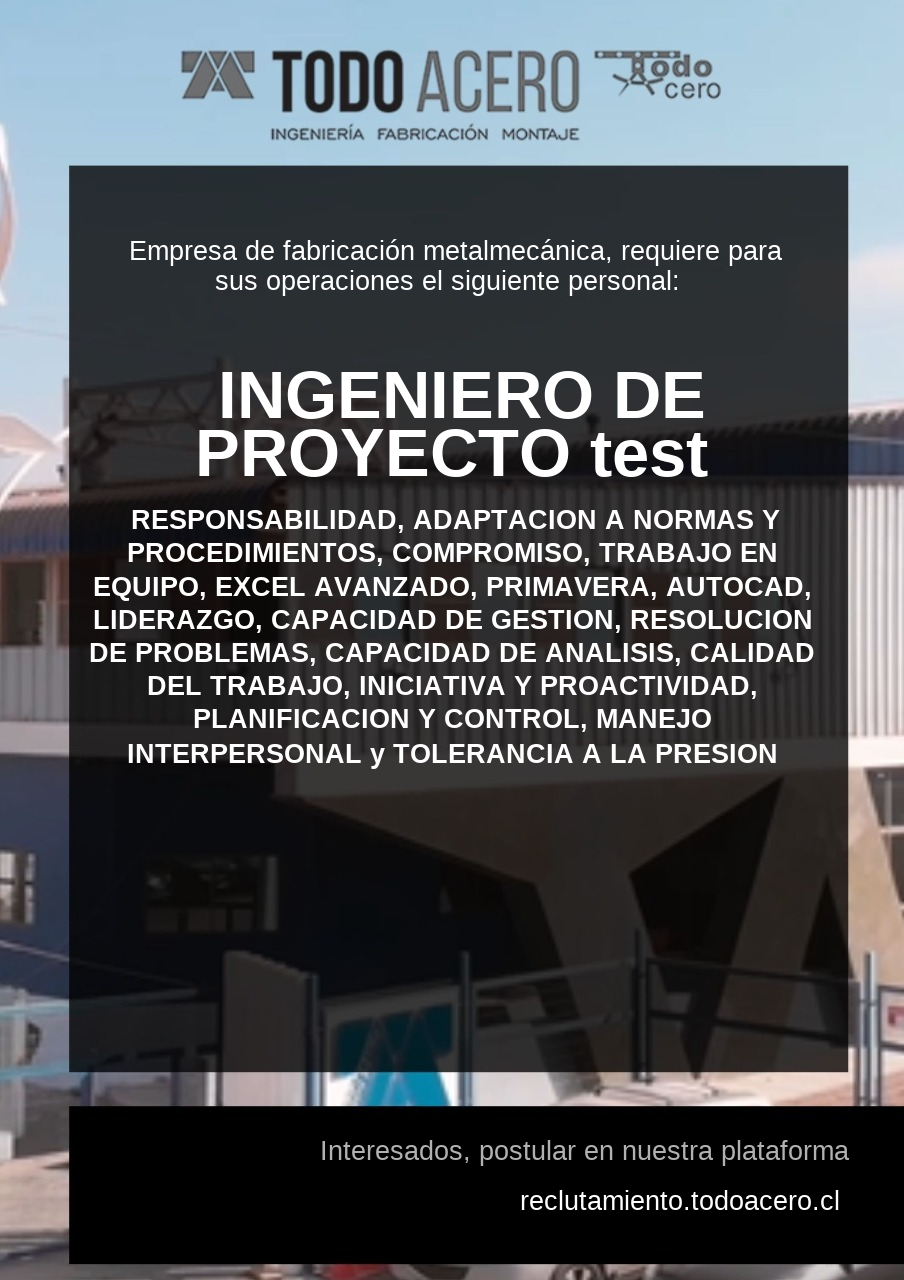 TODO ACERO
Todo
cero
INGENIERÍA FABRICACIÓN MONTAJE
Empresa de fabricación metalmecánica, requiere para
sus operaciones el siguiente personal:
INGENIERO DE
PROYECTO test
RESPONSABILIDAD, ADAPTACION A NORMAS Y
PROCEDIMIENTOS, COMPROMISO, TRABAJO EN
EQUIPO, EXCEL AVANZADO, PRIMAVERA, AUTOCAD,
LIDERAZGO, CAPACIDAD DE GESTION, RESOLUCION
DE PROBLEMAS, CAPACIDAD DE ANALISIS, CALIDAD
DEL TRABAJO, INICIATIVA Y PROACTIVIDAD,
PLANIFICACION Y CONTROL, MANEJO
INTERPERSONAL y TOLERANCIA A LA PRESION
Interesados, postular en nuestra plataforma
reclutamiento.todoacero.cl